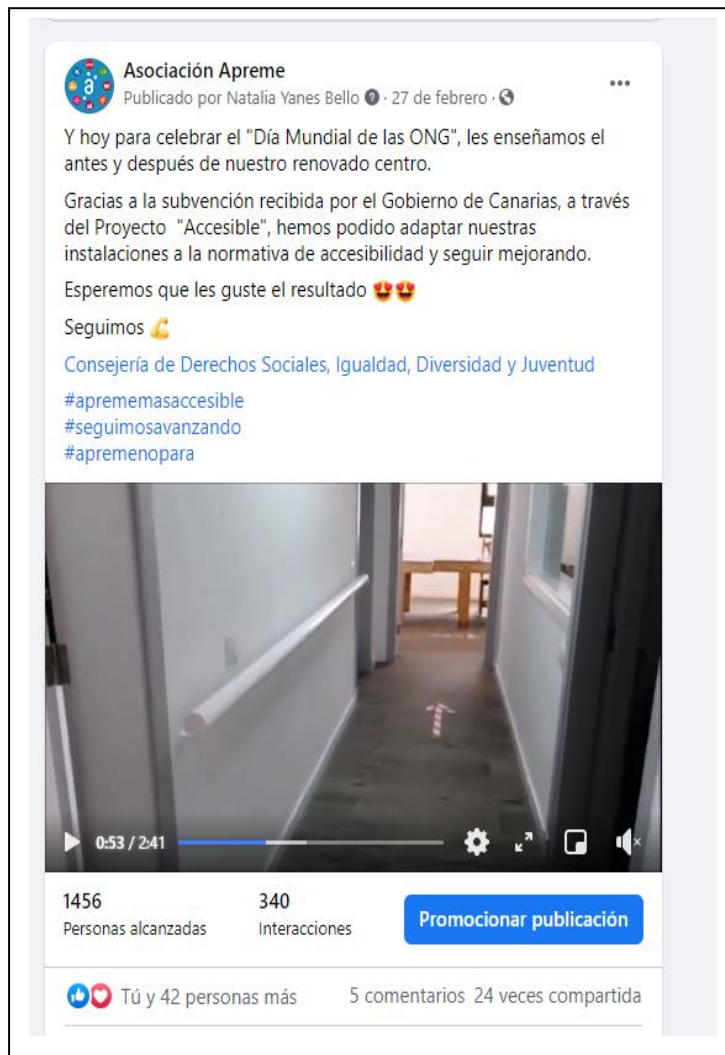 Asociación Apreme
Publicado por Natalia Yanes Bello · 27 de febrero ·
Y hoy para celebrar el "Día Mundial de las ONG", les enseñamos el
antes y después de nuestro renovado centro.
Gracias a la subvención recibida por el Gobierno de Canarias, a través
del Proyecto "Accesible", hemos podido adaptar nuestras
instalaciones a la normativa de accesibilidad y seguir mejorando.
Esperemos que les guste el resultado 😍😍
Seguimos 💪
Consejería de Derechos Sociales, Igualdad, Diversidad y Juventud
#aprememasaccesible
#seguimosavanzando
#apremenopara
0:53 / 2:41
1456
Personas alcanzadas
340
Interacciones
Promocionar publicación
Tú y 42 personas más
5 comentarios 24 veces compartida